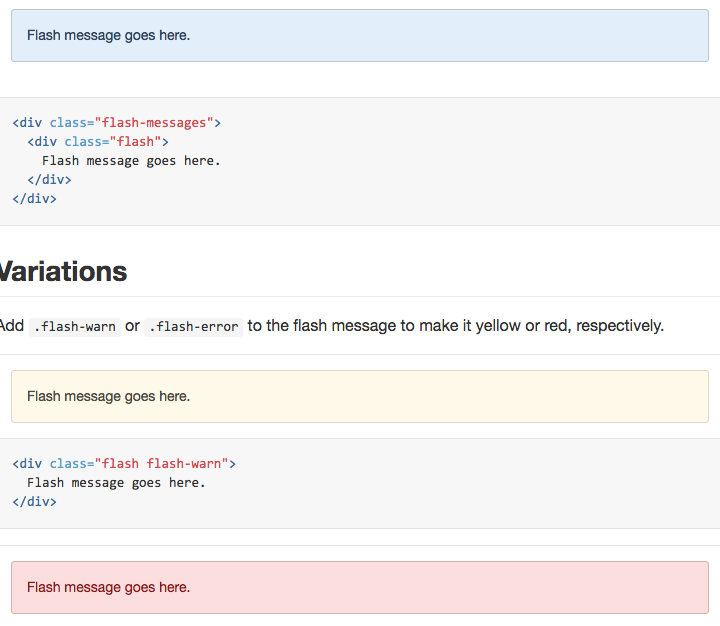 Flash message goes here.
<div class="flash-messages">
  <div class="flash">
    Flash message goes here.
  </div>
</div>
Variations
Add .flash-warn or .flash-error to the flash message to make it yellow or red, respectively.
Flash message goes here.
<div class="flash flash-warn">
  Flash message goes here.
</div>
Flash message goes here.